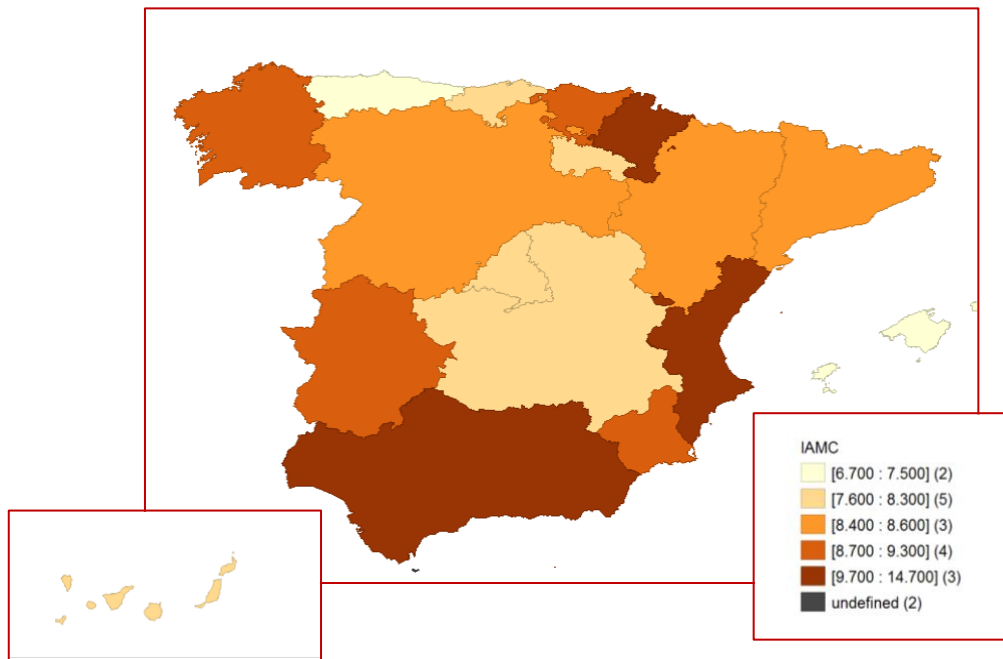 IAMC
[6.700 : 7.500] (2)
[7.600 : 8.300] (5)
[8.400 : 8.600] (3)
[8.700 : 9.300] (4)
[9.700 : 14.700] (3)
undefined (2)